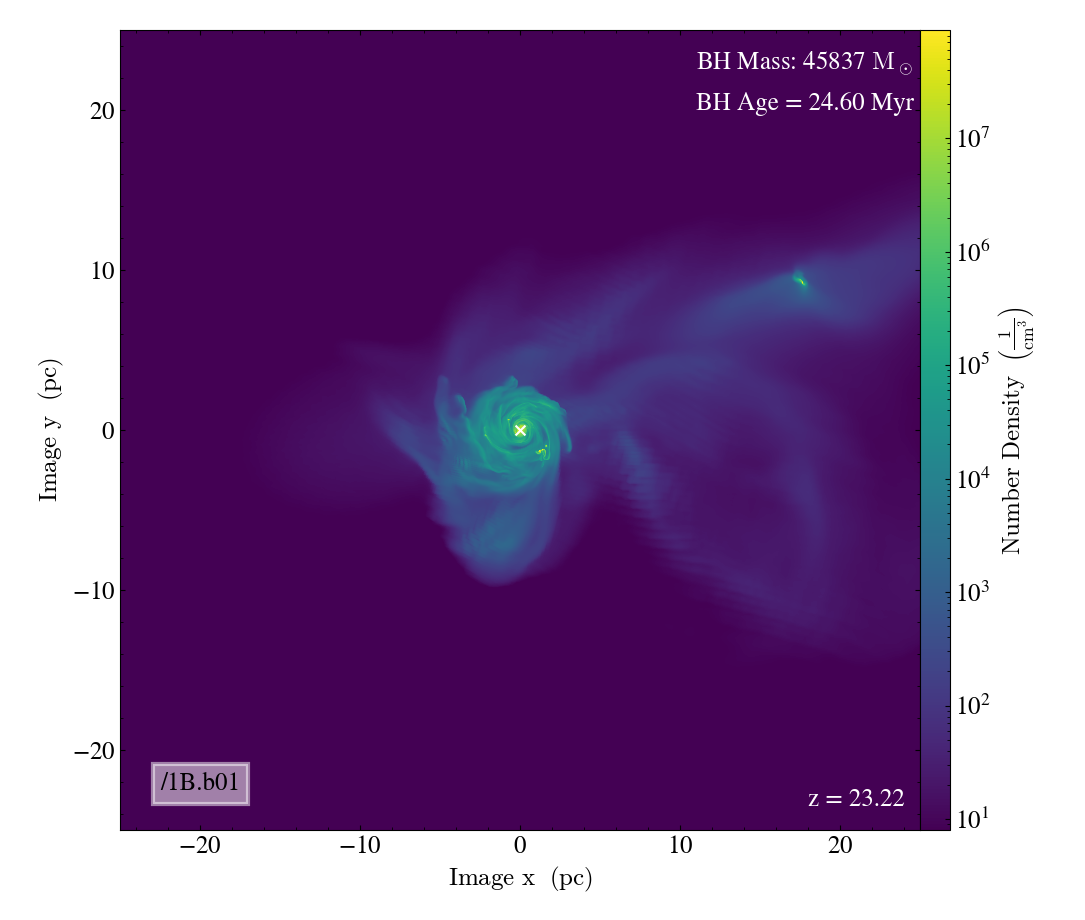 BH Mass: 45837 M☉
BH Age = 24.60 Myr
20
10
0
−10
−20
Image y (pc)
/1B.b01
z = 23.22
−20 −10 0 10 20
Image x (pc)
10⁷
10⁶
10⁵
10⁴
10³
10²
10¹
Number Density (1/cm³)